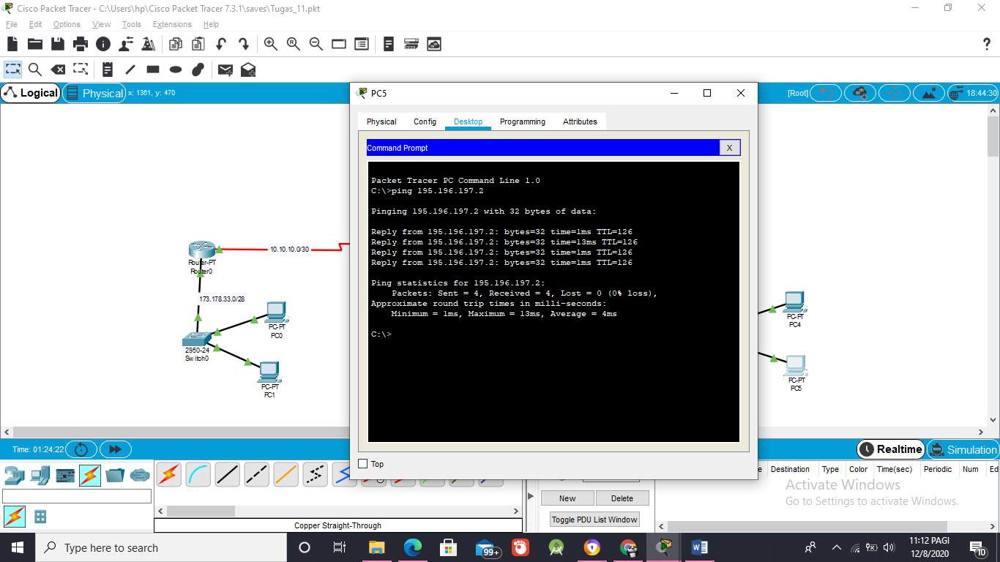 Cisco Packet Tracer - C:\Users\hp\Cisco Packet Tracer 7.3.1\saves\Tugas_11.pkt
File Edit Options View Tools Extensions Help
?
Logical Physical x: 1361, y: 470
[Root] 18:44:30
PC5
Physical Config Desktop Programming Attributes
Command Prompt X
Packet Tracer PC Command Line 1.0
C:\>ping 195.196.197.2
Pinging 195.196.197.2 with 32 bytes of data:
Reply from 195.196.197.2: bytes=32 time=1ms TTL=126
Reply from 195.196.197.2: bytes=32 time=13ms TTL=126
Reply from 195.196.197.2: bytes=32 time=1ms TTL=126
Reply from 195.196.197.2: bytes=32 time=1ms TTL=126
Ping statistics for 195.196.197.2:
Packets: Sent = 4, Received = 4, Lost = 0 (0% loss),
Approximate round trip times in milli-seconds:
Minimum = 1ms, Maximum = 13ms, Average = 4ms
C:\>
Top
10.10.10.0/30
Router-PT
Router0
173.178.33.0/28
PC-PT
PC0
2950-24
Switch0
PC-PT
PC1
PC-PT
PC4
PC-PT
PC5
Time: 01:24:22
Realtime Simulation
Destination Type Color Time(sec) Periodic Num Ed
New Delete
Toggle PDU List Window
Copper Straight-Through
Activate Windows
Go to Settings to activate Windows.
Type here to search
99+
11:12 PAGI
12/8/2020
10